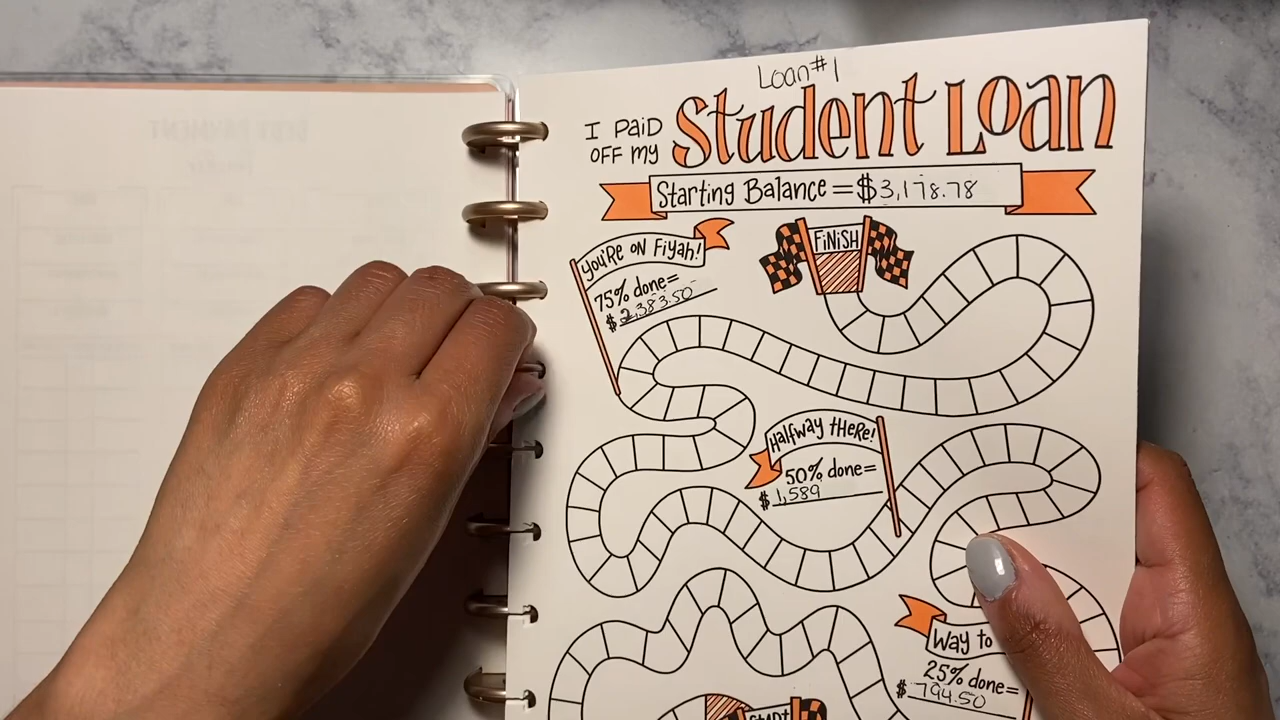 Loan#1
I PAiD
OFF my
Student Loan
Starting Balance = $3,178.78
you're on Fiyah!
75% done=
$ 2,383.50
FiNiSH
Halfway tHeRe!
50% done=
$ 1,589
Way to
25% done=
$ 794.50
START